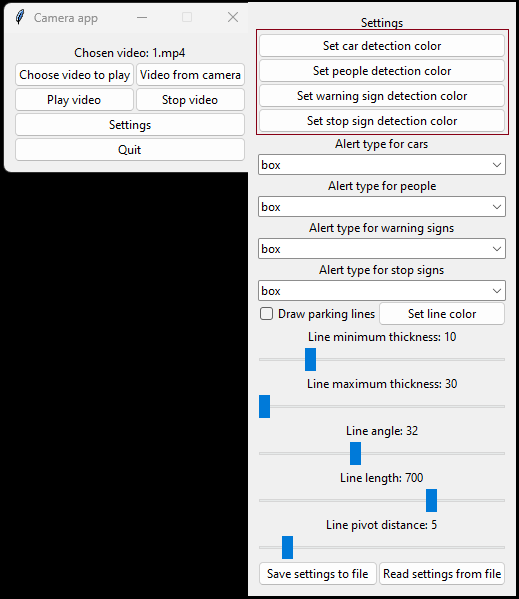 Camera app
Chosen video: 1.mp4
Choose video to play
Video from camera
Play video
Stop video
Settings
Quit
Settings
Set car detection color
Set people detection color
Set warning sign detection color
Set stop sign detection color
Alert type for cars
box
Alert type for people
box
Alert type for warning signs
box
Alert type for stop signs
box
Draw parking lines
Set line color
Line minimum thickness: 10
Line maximum thickness: 30
Line angle: 32
Line length: 700
Line pivot distance: 5
Save settings to file
Read settings from file